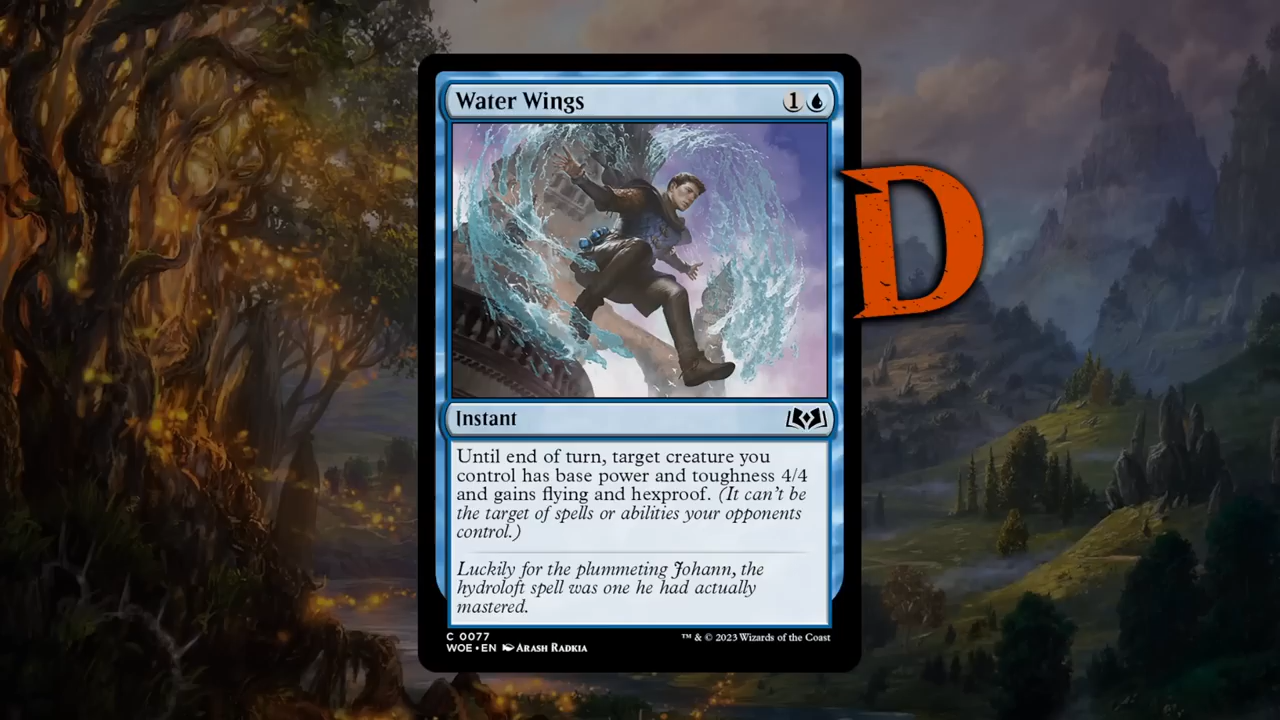 Water Wings 1
D
Instant
Until end of turn, target creature you
control has base power and toughness 4/4
and gains flying and hexproof. (It can't be
the target of spells or abilities your opponents
control.)
Luckily for the plummeting Johann, the
hydroloft spell was one he had actually
mastered.
C 0077
™ & © 2023 Wizards of the Coast
WOE • EN Arash Radkia